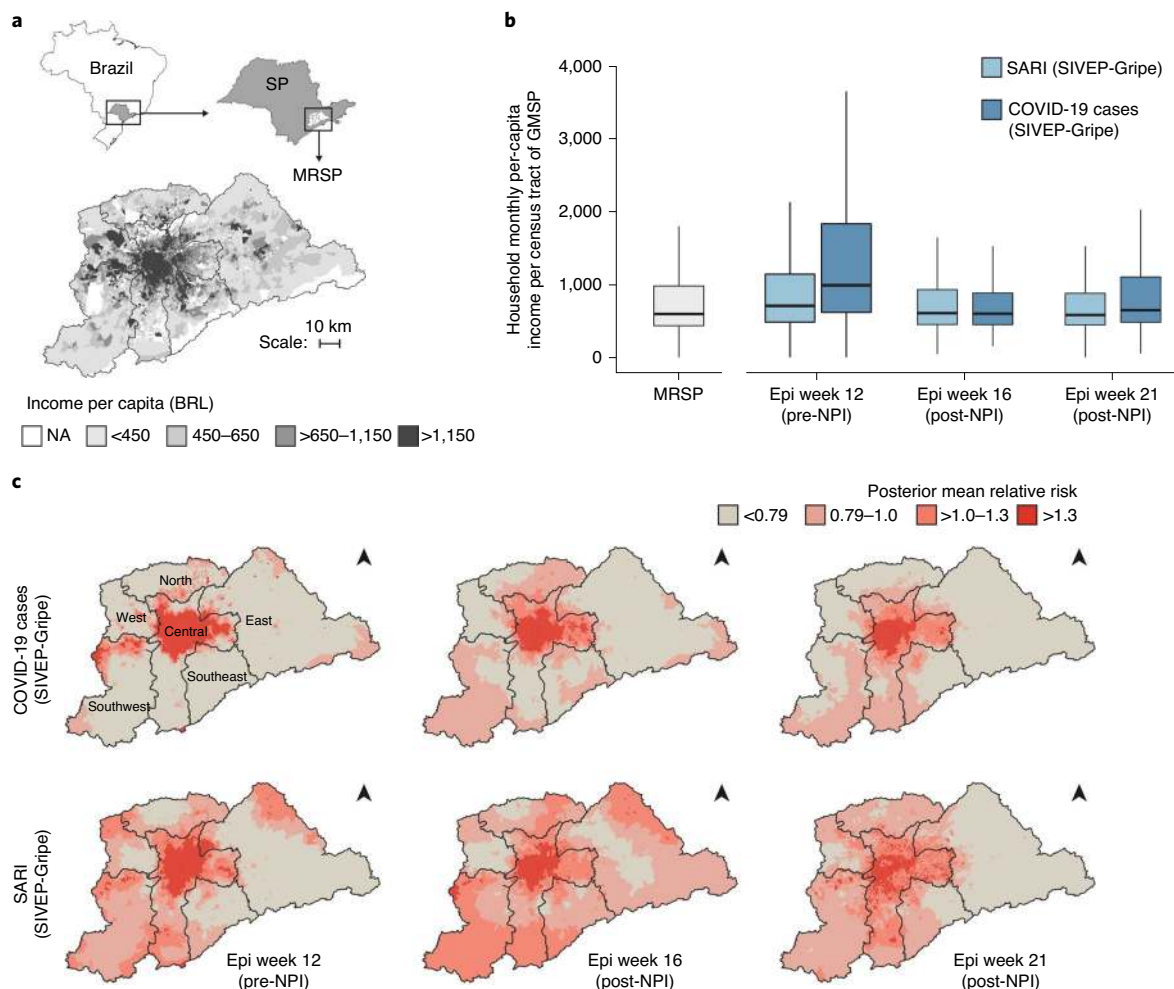 a
Brazil
SP
MRSP
10 km
Scale:
Income per capita (BRL)
NA
<450
450–650
>650–1,150
>1,150
b
SARI (SIVEP-Gripe)
COVID-19 cases
(SIVEP-Gripe)
Household monthly per-capita
income per census tract of GMSP
4,000
3,000
2,000
1,000
0
MRSP
Epi week 12
(pre-NPI)
Epi week 16
(post-NPI)
Epi week 21
(post-NPI)
c
Posterior mean relative risk
<0.79
0.79–1.0
>1.0–1.3
>1.3
COVID-19 cases
(SIVEP-Gripe)
North
West
Central
East
Southeast
Southwest
SARI
(SIVEP-Gripe)
Epi week 12
(pre-NPI)
Epi week 16
(post-NPI)
Epi week 21
(post-NPI)